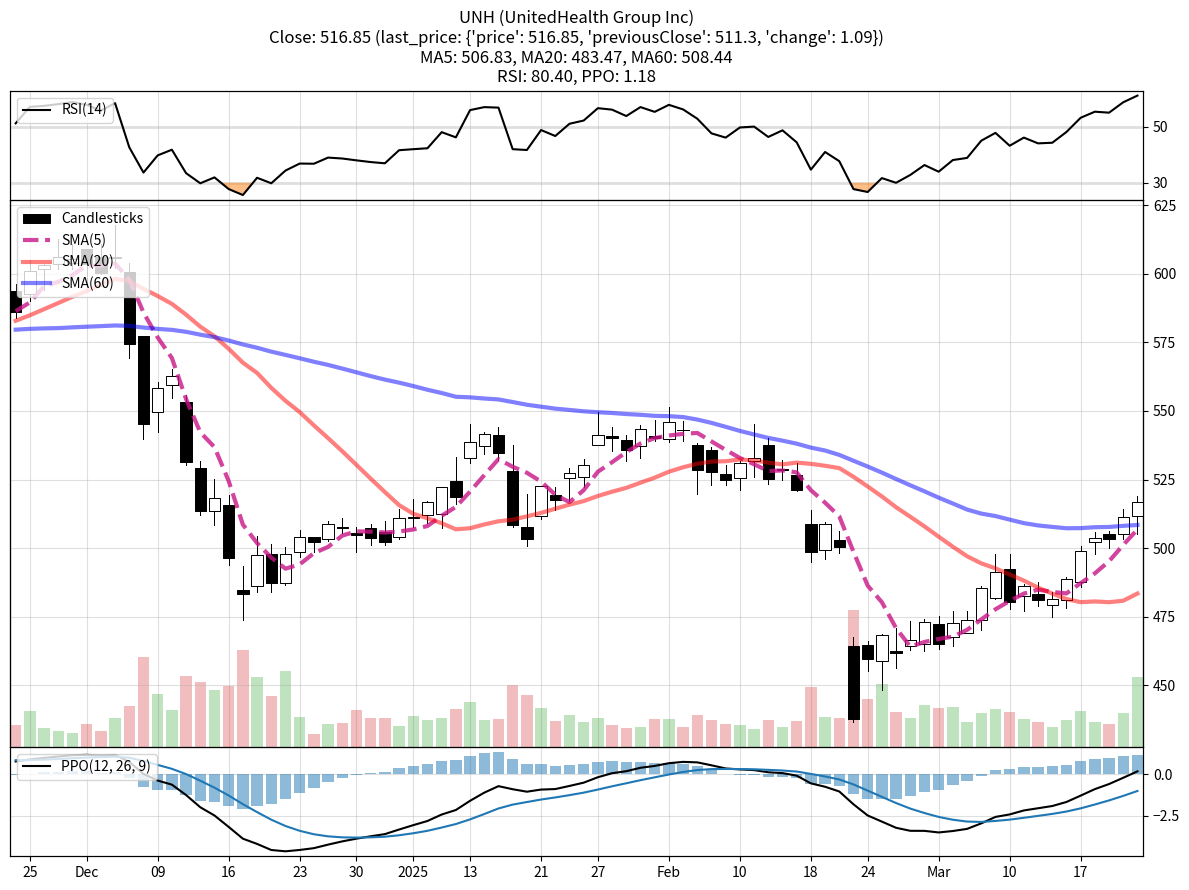 UNH (UnitedHealth Group Inc)
Close: 516.85 (last_price: {'price': 516.85, 'previousClose': 511.3, 'change': 1.09})
MA5: 506.83, MA20: 483.47, MA60: 508.44
RSI: 80.40, PPO: 1.18
RSI(14)
50
30
Candlesticks
SMA(5)
SMA(20)
SMA(60)
625
600
575
550
525
500
475
450
PPO(12, 26, 9)
0.0
−2.5
25 Dec 09 16 23 30 2025 13 21 27 Feb 10 18 24 Mar 10 17